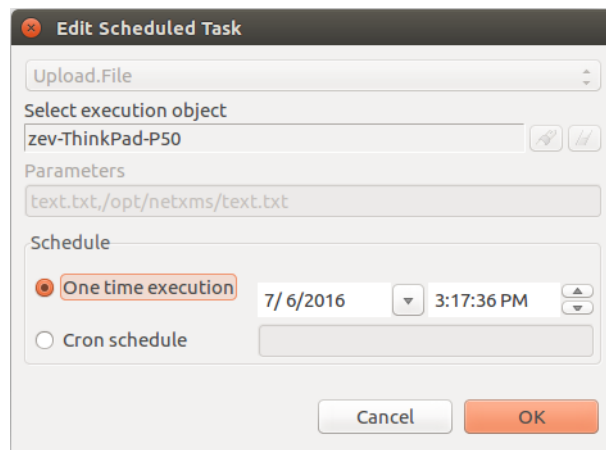 Edit Scheduled Task
Upload.File
Select execution object
zev-ThinkPad-P50
Parameters
text.txt,/opt/netxms/text.txt
Schedule
One time execution 7/ 6/2016 3:17:36 PM
Cron schedule
Cancel OK